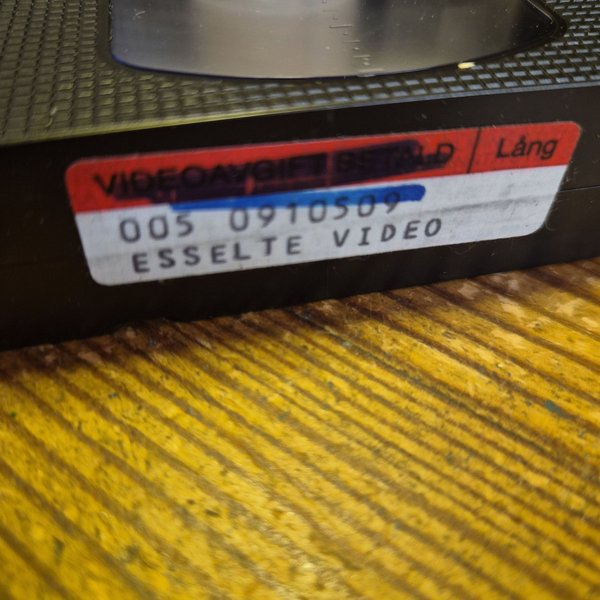 VIDEOAVGIFT BETALD Lång
005 0910509
ESSELTE VIDEO